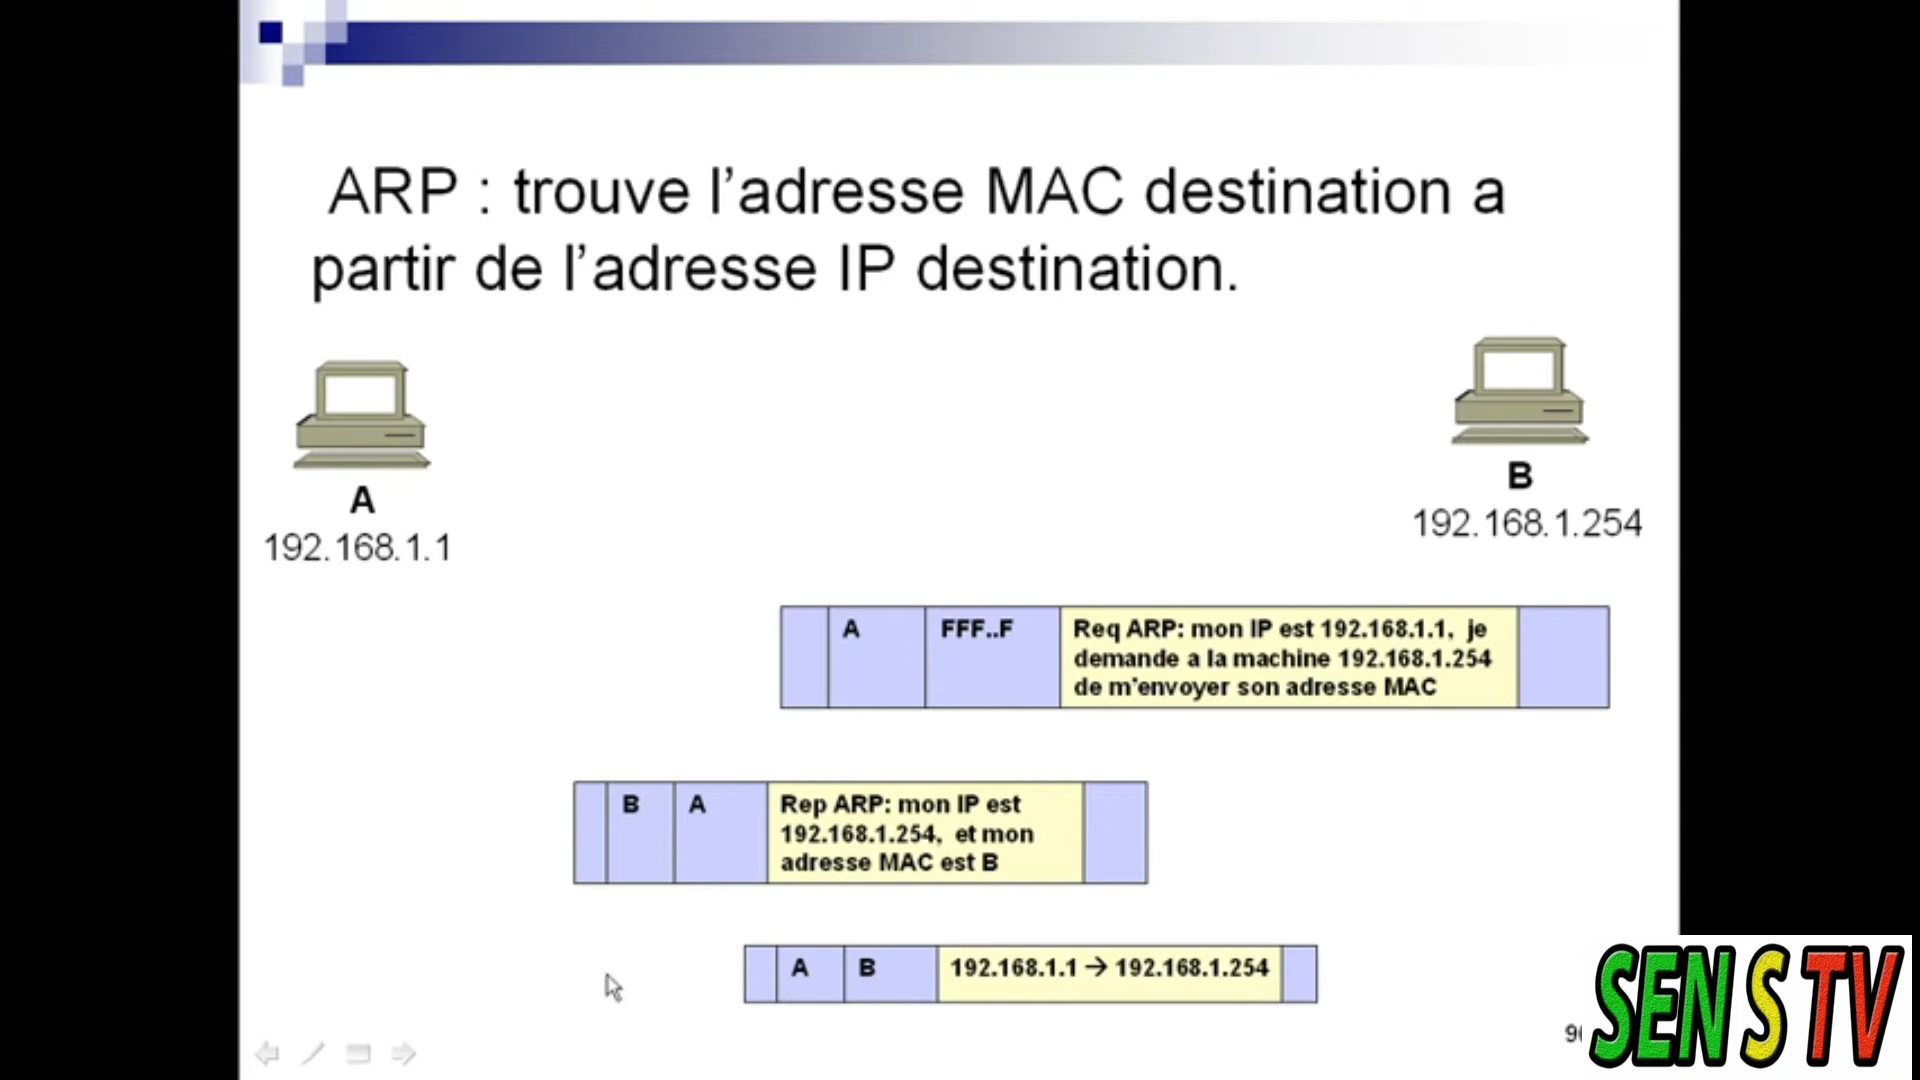 ARP : trouve l’adresse MAC destination a
partir de l’adresse IP destination.
A
192.168.1.1
B
192.168.1.254
A
FFF..F
Req ARP: mon IP est 192.168.1.1, je
demande a la machine 192.168.1.254
de m'envoyer son adresse MAC
B
A
Rep ARP: mon IP est
192.168.1.254, et mon
adresse MAC est B
A
B
192.168.1.1 → 192.168.1.254
SENS TV